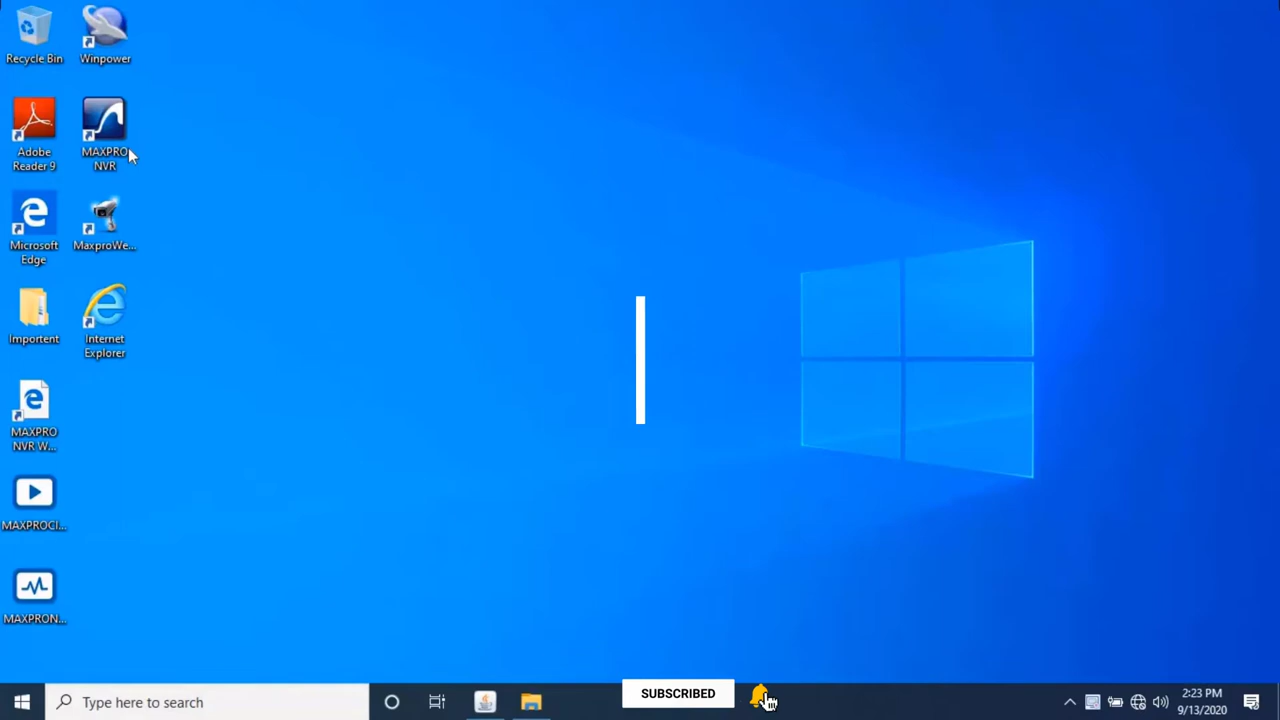 Recycle Bin
Winpower
Adobe
Reader 9
MAXPRO
NVR
Microsoft
Edge
MaxproWe...
Importent
Internet
Explorer
MAXPRO
NVR W...
MAXPROCl...
MAXPRON...
Type here to search
SUBSCRIBED
2:23 PM
9/13/2020